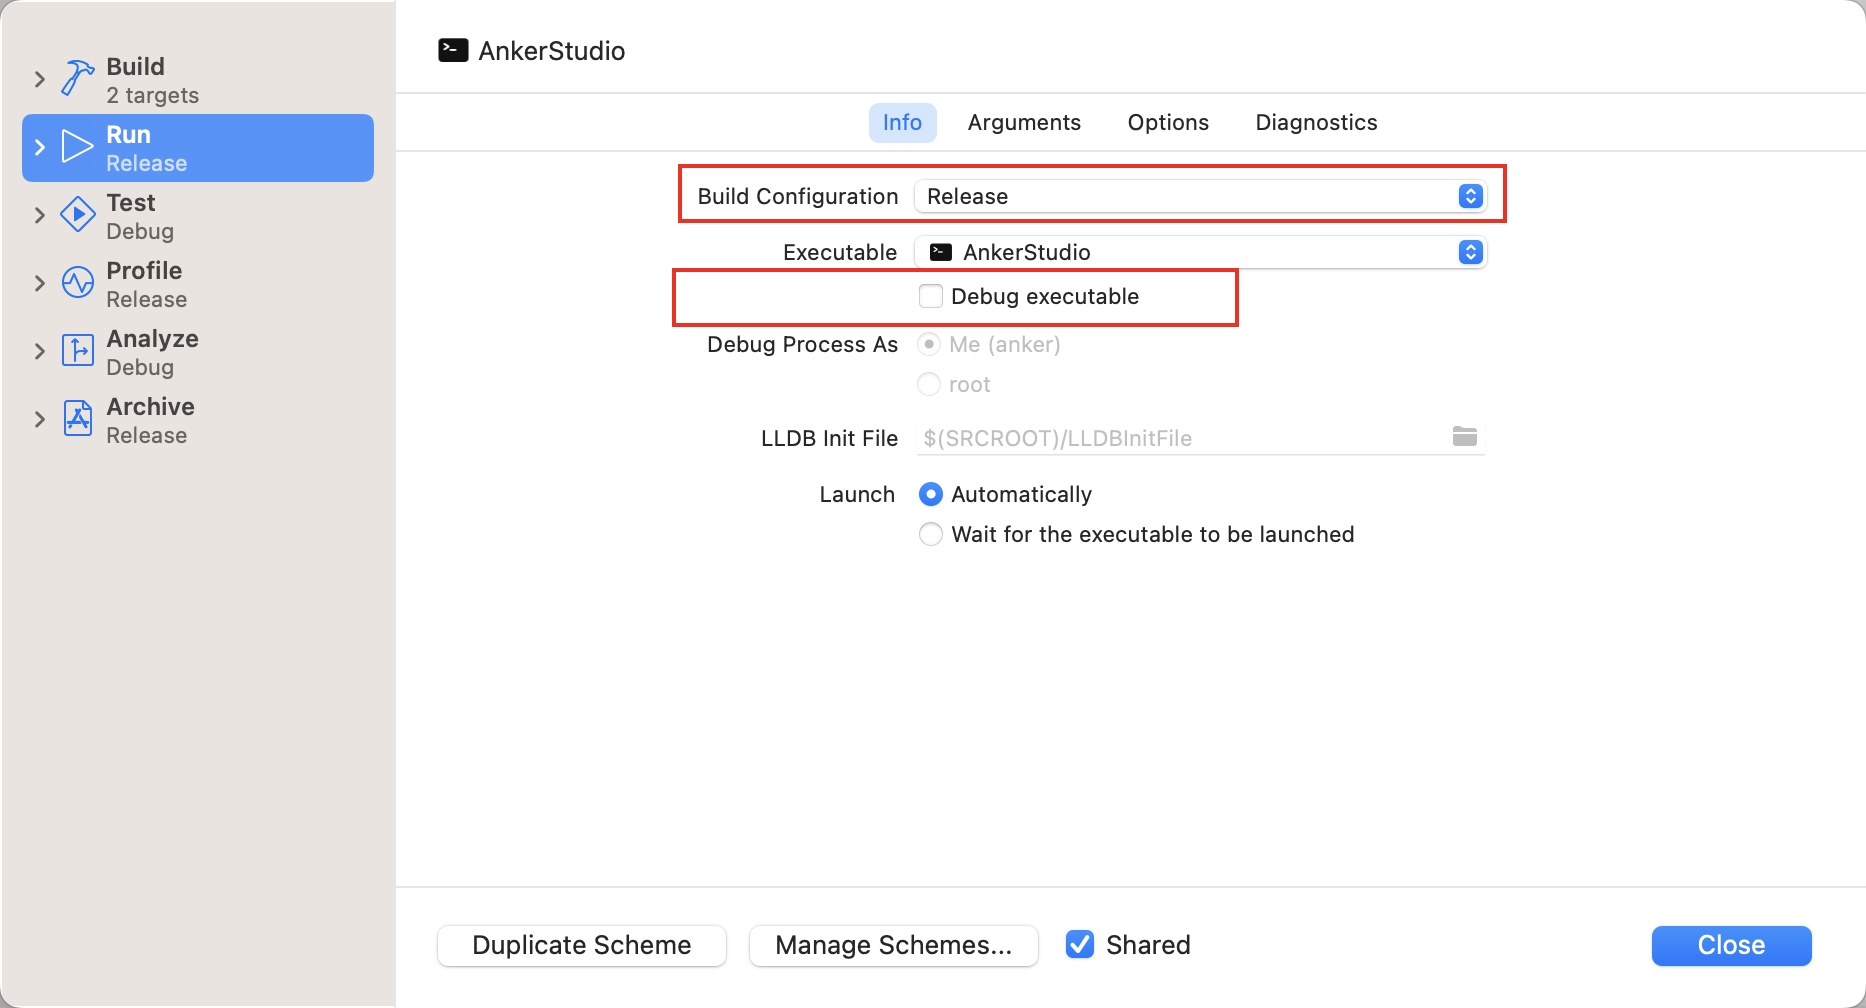 Build
2 targets
Run
Release
Test
Debug
Profile
Release
Analyze
Debug
Archive
Release
AnkerStudio
Info Arguments Options Diagnostics
Build Configuration Release
Executable AnkerStudio
Debug executable
Debug Process As Me (anker)
root
LLDB Init File $(SRCROOT)/LLDBInitFile
Launch Automatically
Wait for the executable to be launched
Duplicate Scheme Manage Schemes... Shared Close